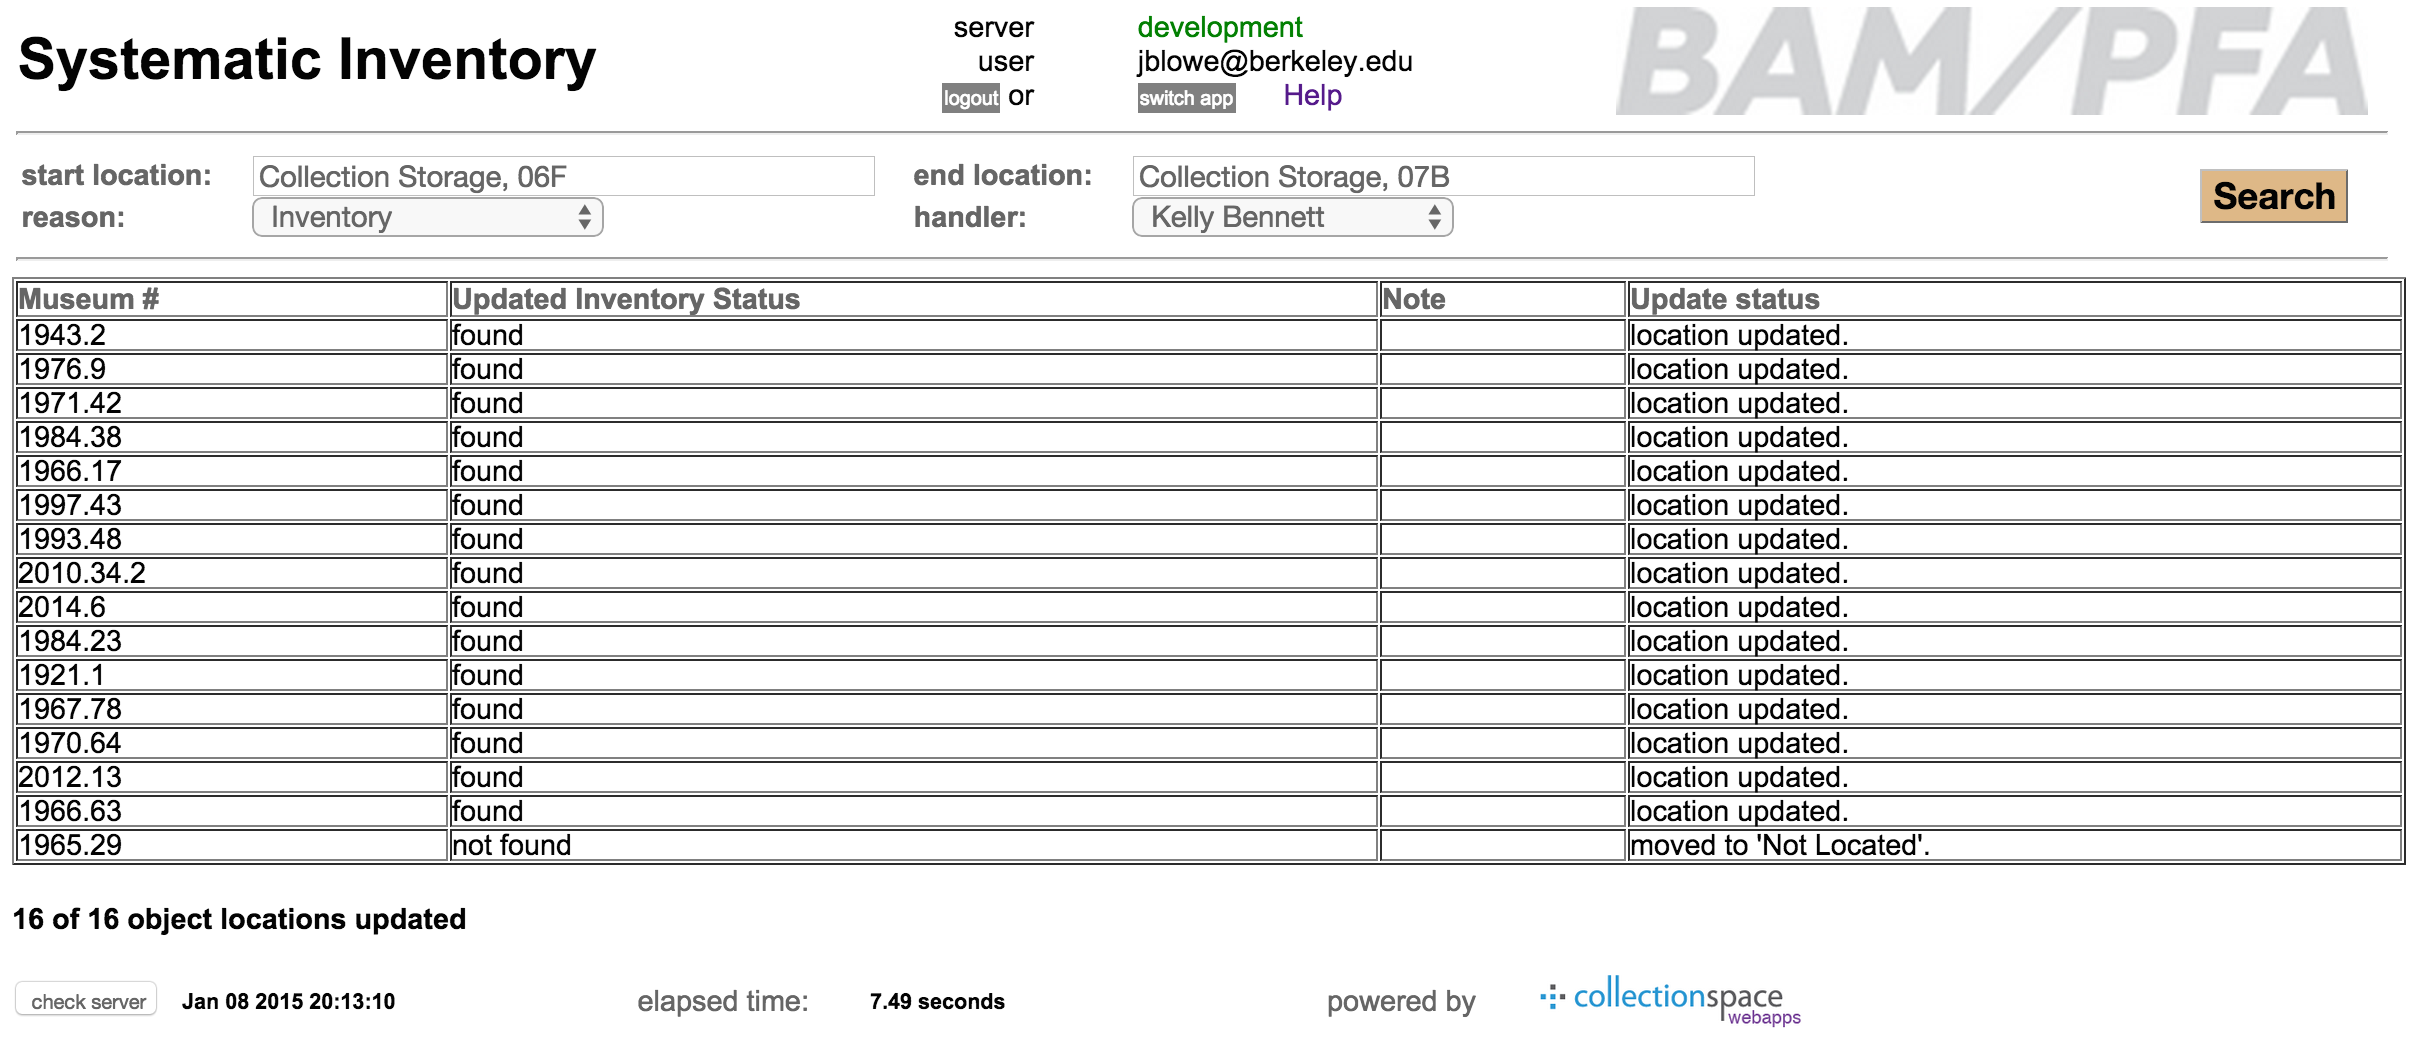 Systematic Inventory
server development
user jblowe@berkeley.edu
logout or switch app Help
BAM/PFA
start location: Collection Storage, 06F end location: Collection Storage, 07B
reason: Inventory handler: Kelly Bennett
Search
Museum # Updated Inventory Status Note Update status
1943.2 found location updated.
1976.9 found location updated.
1971.42 found location updated.
1984.38 found location updated.
1966.17 found location updated.
1997.43 found location updated.
1993.48 found location updated.
2010.34.2 found location updated.
2014.6 found location updated.
1984.23 found location updated.
1921.1 found location updated.
1967.78 found location updated.
1970.64 found location updated.
2012.13 found location updated.
1966.63 found location updated.
1965.29 not found moved to 'Not Located'.
16 of 16 object locations updated
check server Jan 08 2015 20:13:10 elapsed time: 7.49 seconds powered by collectionspace
webapps